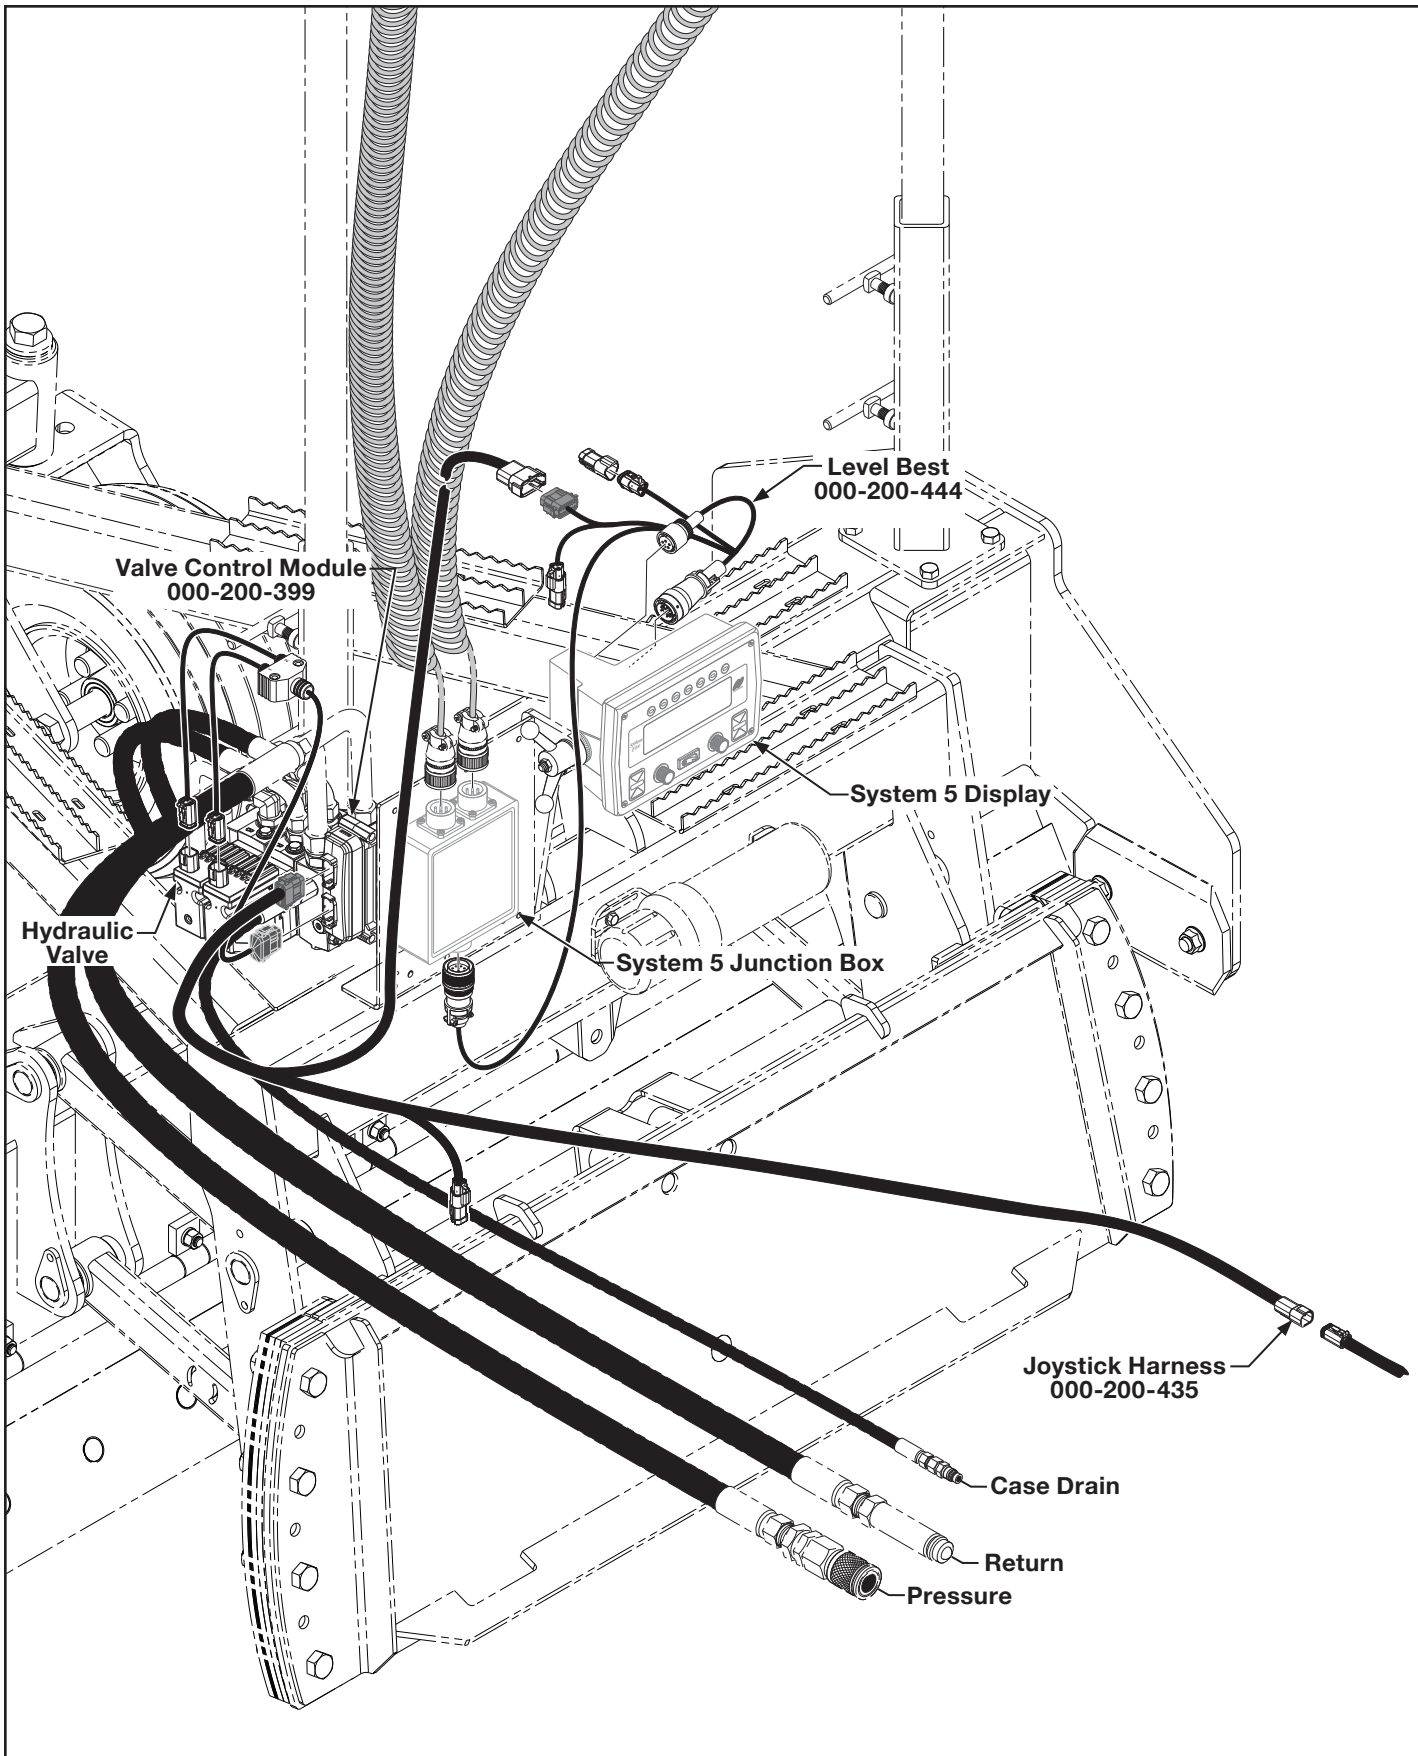 Level Best
000-200-444
Valve Control Module
000-200-399
System 5 Display
Hydraulic
Valve
System 5 Junction Box
Joystick Harness
000-200-435
Case Drain
Return
Pressure